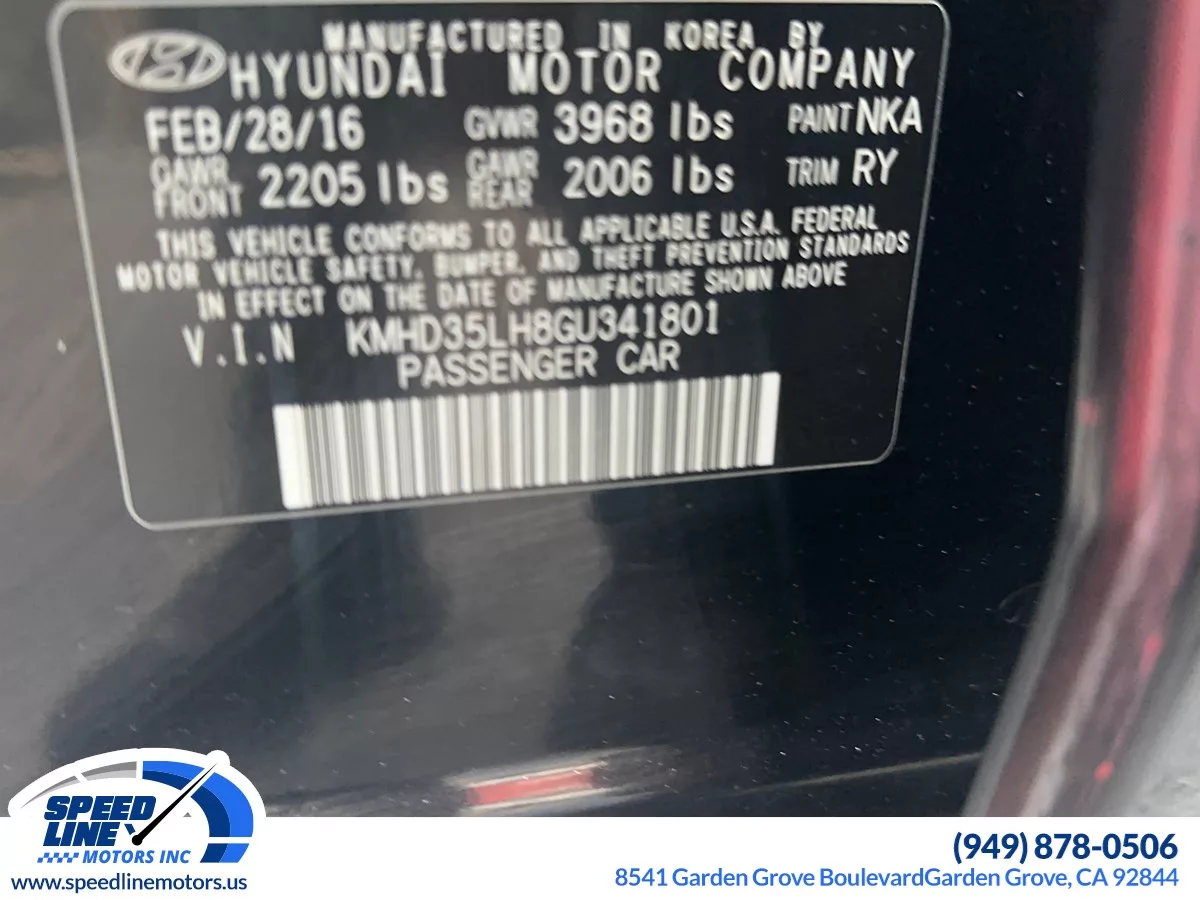 MANUFACTURED IN KOREA BY
HYUNDAI MOTOR COMPANY
FEB/28/16 GVWR 3968 lbs PAINT NKA
GAWR FRONT 2205 lbs GAWR REAR 2006 lbs TRIM RY
THIS VEHICLE CONFORMS TO ALL APPLICABLE U.S.A. FEDERAL
MOTOR VEHICLE SAFETY, BUMPER, AND THEFT PREVENTION STANDARDS
IN EFFECT ON THE DATE OF MANUFACTURE SHOWN ABOVE
V.I.N KMHD35LH8GU341801
PASSENGER CAR
SPEED
LINE
MOTORS INC
www.speedlinemotors.us
(949) 878-0506
8541 Garden Grove BoulevardGarden Grove, CA 92844